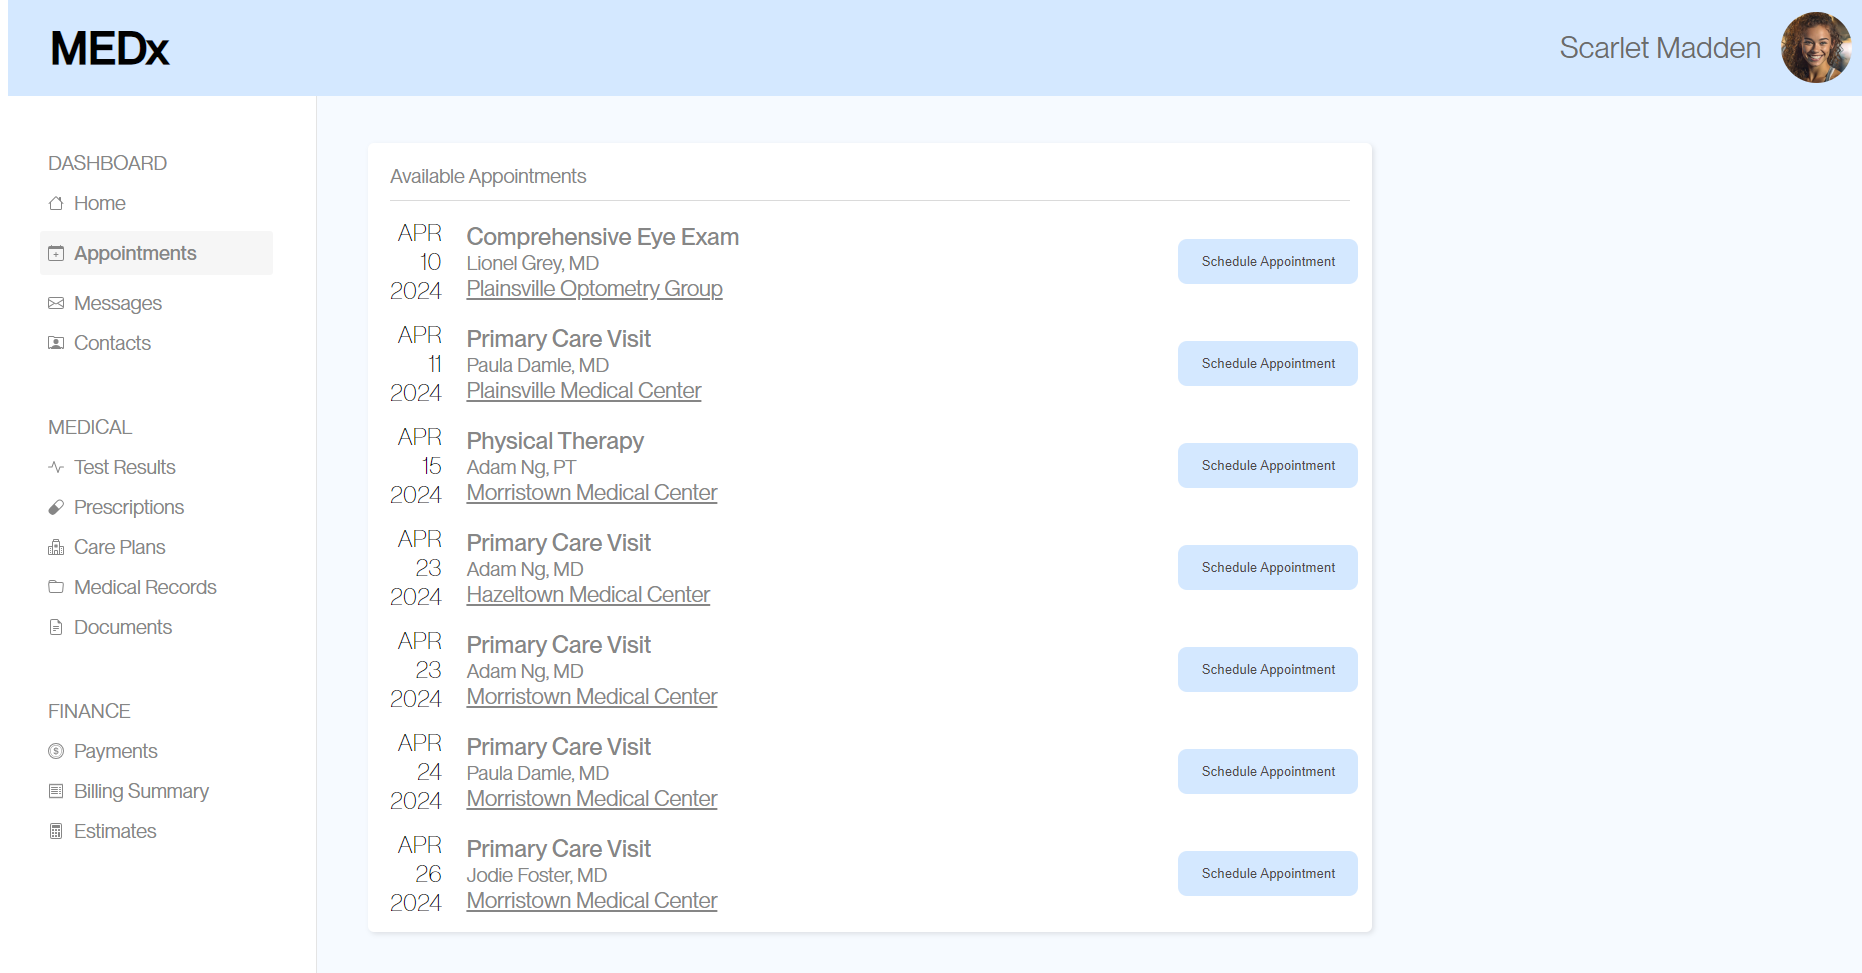 MEDx
Scarlet Madden
DASHBOARD
Home
Appointments
Messages
Contacts
MEDICAL
Test Results
Prescriptions
Care Plans
Medical Records
Documents
FINANCE
Payments
Billing Summary
Estimates
Available Appointments
APR
10
2024
Comprehensive Eye Exam
Lionel Grey, MD
Plainsville Optometry Group
Schedule Appointment
APR
11
2024
Primary Care Visit
Paula Damle, MD
Plainsville Medical Center
Schedule Appointment
APR
15
2024
Physical Therapy
Adam Ng, PT
Morristown Medical Center
Schedule Appointment
APR
23
2024
Primary Care Visit
Adam Ng, MD
Hazeltown Medical Center
Schedule Appointment
APR
23
2024
Primary Care Visit
Adam Ng, MD
Morristown Medical Center
Schedule Appointment
APR
24
2024
Primary Care Visit
Paula Damle, MD
Morristown Medical Center
Schedule Appointment
APR
26
2024
Primary Care Visit
Jodie Foster, MD
Morristown Medical Center
Schedule Appointment